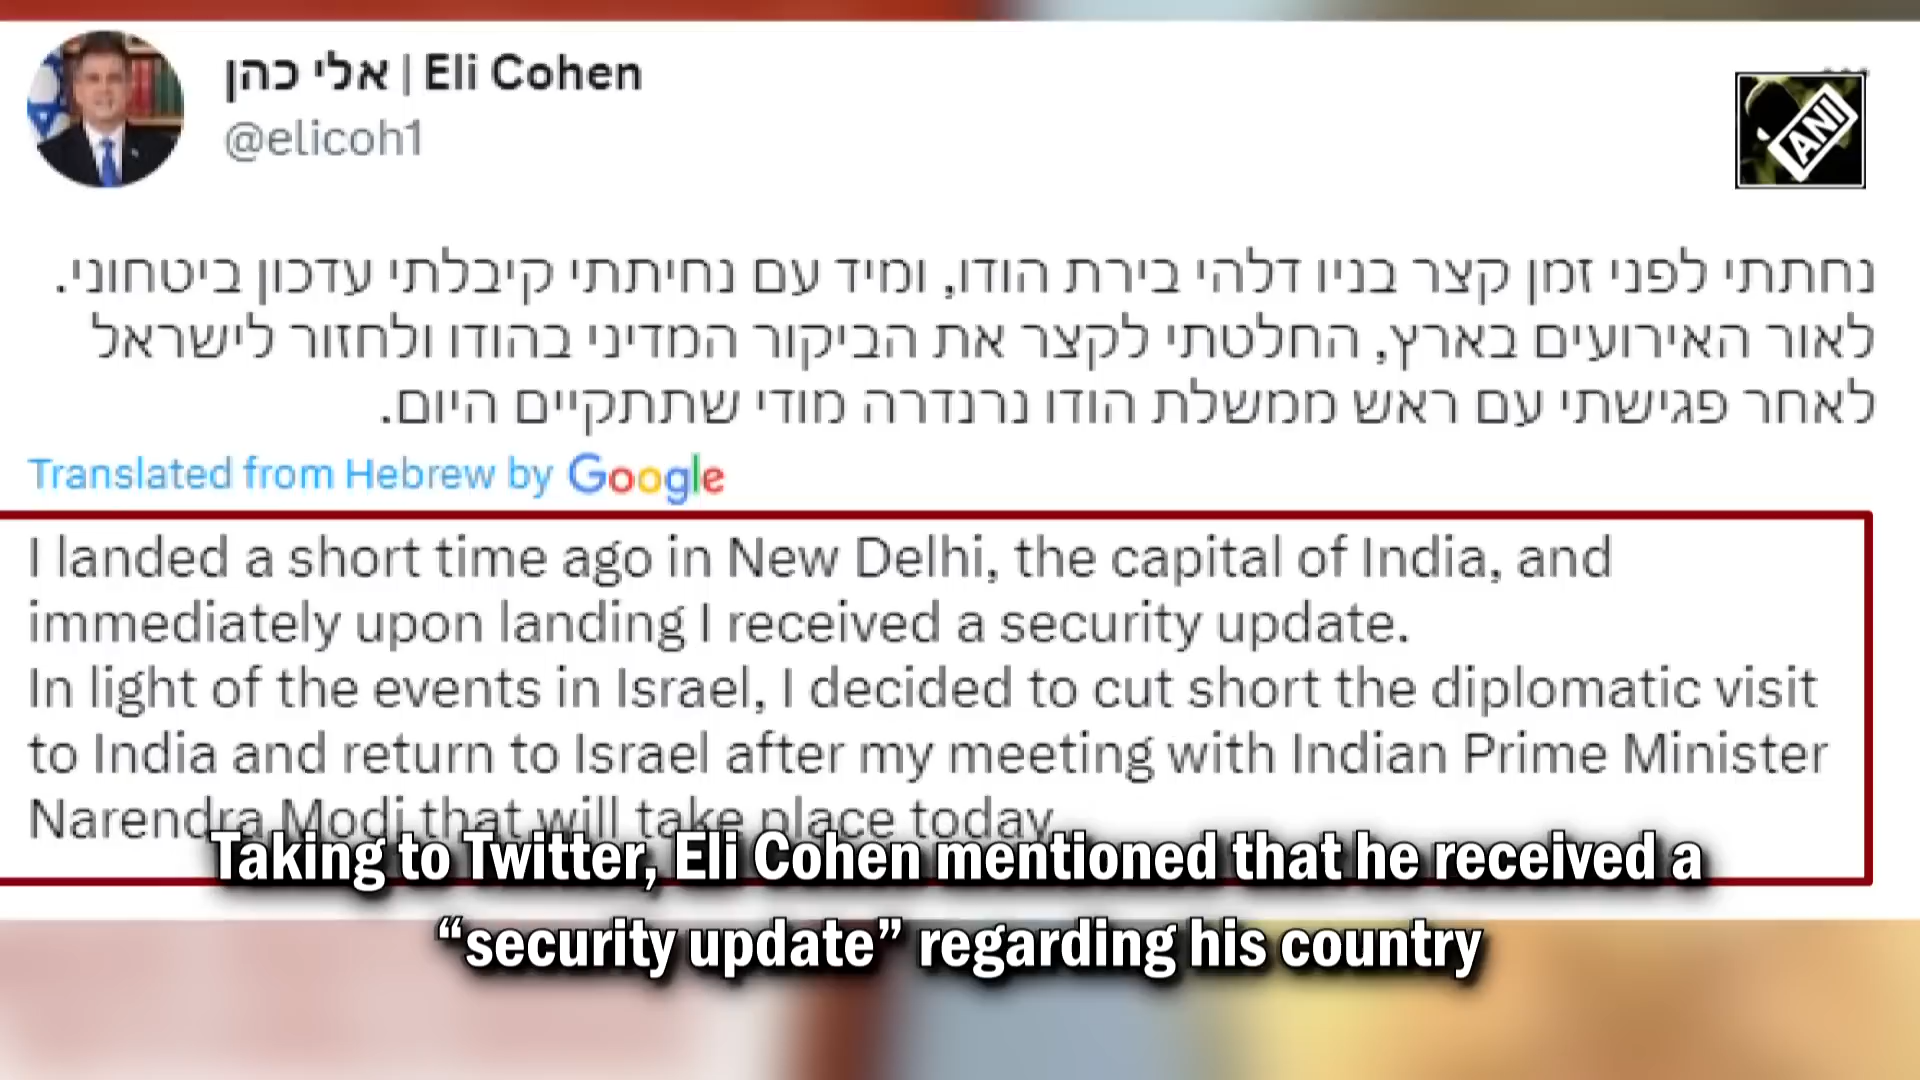 אלי כהן | Eli Cohen
@elicoh1
ANI
נחתתי לפני זמן קצר בניו דלהי בירת הודו, ומיד עם נחיתתי קיבלתי עדכון ביטחוני.
לאור האירועים בארץ, החלטתי לקצר את הביקור המדיני בהודו ולחזור לישראל
לאחר פגישתי עם ראש ממשלת הודו נרנדרה מודי שתתקיים היום.
Translated from Hebrew by Google
I landed a short time ago in New Delhi, the capital of India, and
immediately upon landing I received a security update.
In light of the events in Israel, I decided to cut short the diplomatic visit
to India and return to Israel after my meeting with Indian Prime Minister
Narendra Modi that will take place today.
Taking to Twitter, Eli Cohen mentioned that he received a
“security update” regarding his country